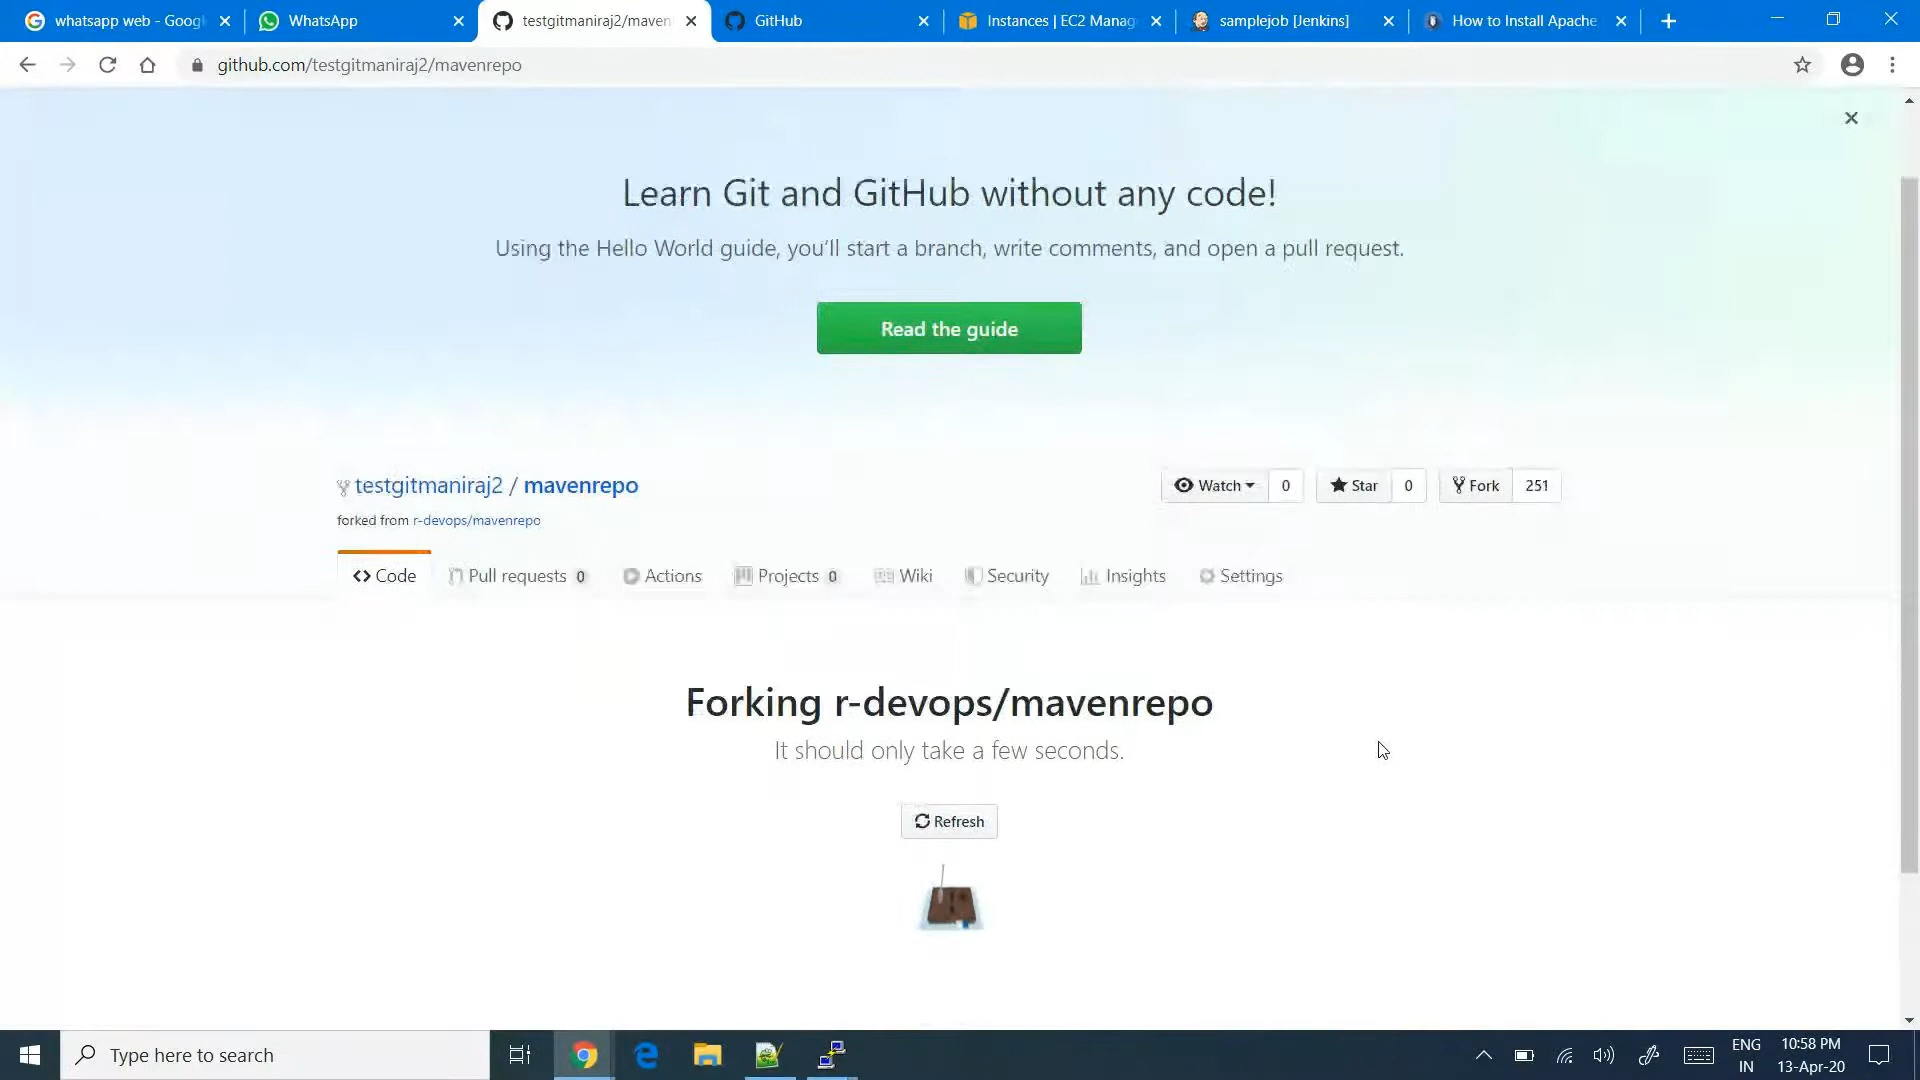 whatsapp web - Goog
WhatsApp
testgitmaniraj2/maven
GitHub
Instances | EC2 Manag
samplejob [Jenkins]
How to Install Apache
github.com/testgitmaniraj2/mavenrepo
Learn Git and GitHub without any code!
Using the Hello World guide, you’ll start a branch, write comments, and open a pull request.
Read the guide
testgitmaniraj2 / mavenrepo
Watch 0
Star 0
Fork 251
forked from r-devops/mavenrepo
Code
Pull requests 0
Actions
Projects 0
Wiki
Security
Insights
Settings
Forking r-devops/mavenrepo
It should only take a few seconds.
Refresh
Type here to search
ENG
IN
10:58 PM
13-Apr-20